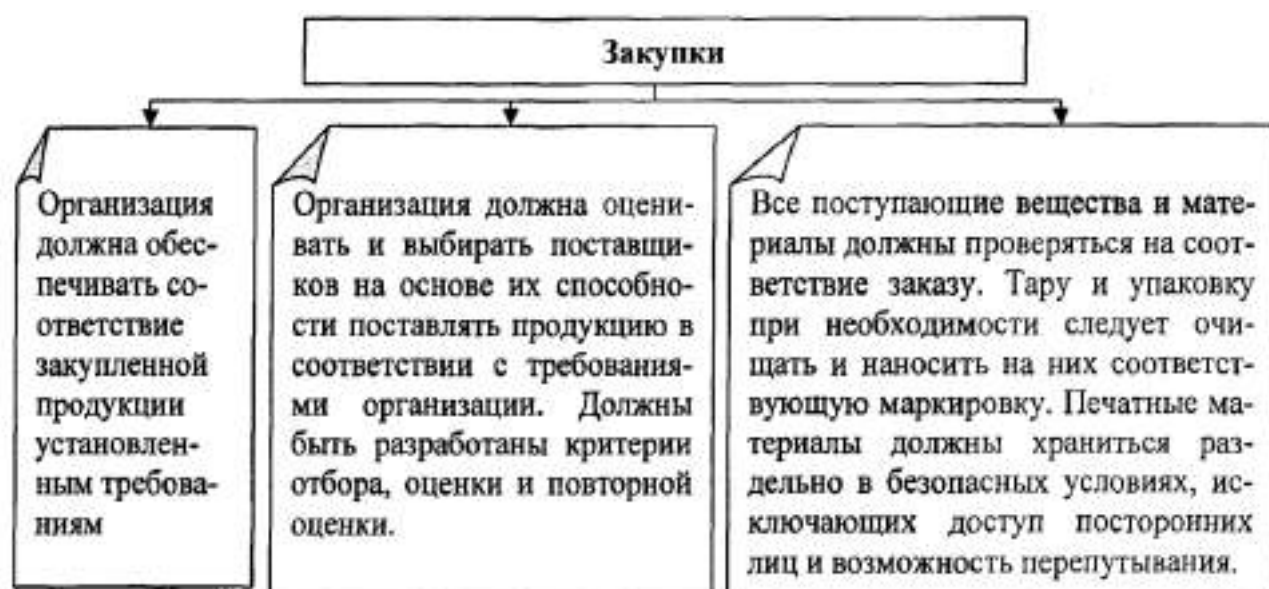 Закупки
Организация
должна обес-
печивать со-
ответствие
закупленной
продукции
установлен-
ным требова-
ниям
Организация должна оцени-
вать и выбирать поставщи-
ков на основе их способно-
сти поставлять продукцию в
соответствии с требования-
ми организации. Должны
быть разработаны критерии
отбора, оценки и повторной
оценки.
Все поступающие вещества и мате-
риалы должны проверяться на соот-
ветствие заказу. Тару и упаковку
при необходимости следует очи-
щать и наносить на них соответст-
вующую маркировку. Печатные ма-
териалы должны храниться раз-
дельно в безопасных условиях, ис-
ключающих доступ посторонних
лиц и возможность перепутывания.